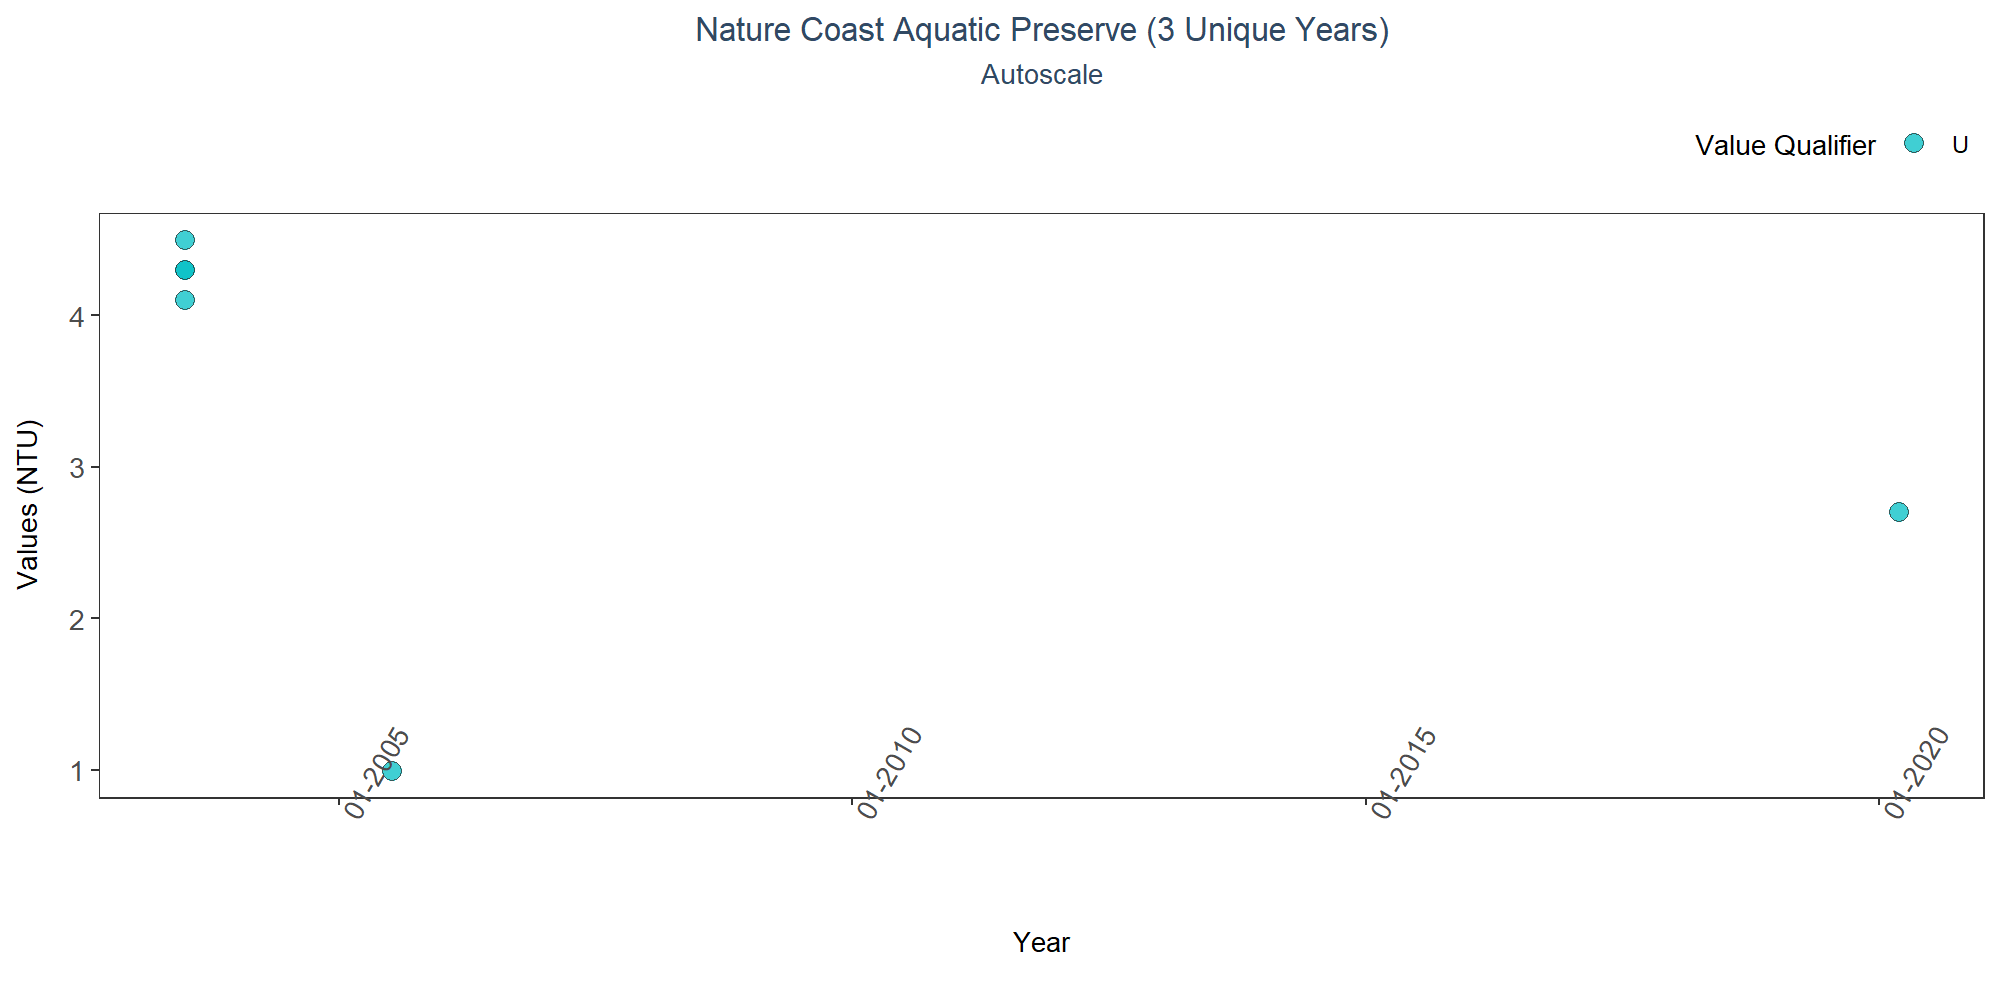 Nature Coast Aquatic Preserve (3 Unique Years)
Autoscale
Value Qualifier U
Values (NTU)
4
3
2
1
01-2005 01-2010 01-2015 01-2020
Year